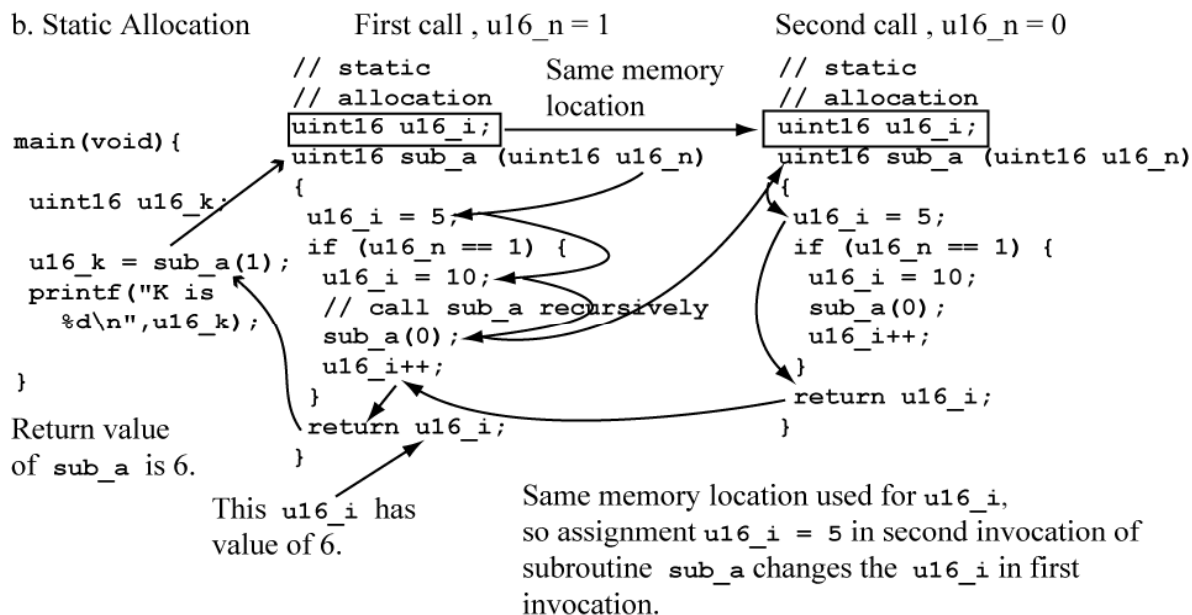 b. Static Allocation
First call , u16_n = 1
Second call , u16_n = 0
main(void){
uint16 u16_k;
u16_k = sub_a(1);
printf("K is
%d\n",u16_k);
}
Return value
of sub_a is 6.
// static
// allocation
uint16 u16_i;
uint16 sub_a (uint16 u16_n)
{
u16_i = 5;
if (u16_n == 1) {
u16_i = 10;
// call sub_a recursively
sub_a(0);
u16_i++;
}
return u16_i;
}
This u16_i has
value of 6.
Same memory
location
// static
// allocation
uint16 u16_i;
uint16 sub_a (uint16 u16_n)
{
u16_i = 5;
if (u16_n == 1) {
u16_i = 10;
sub_a(0);
u16_i++;
}
return u16_i;
}
Same memory location used for u16_i,
so assignment u16_i = 5 in second invocation of
subroutine sub_a changes the u16_i in first
invocation.